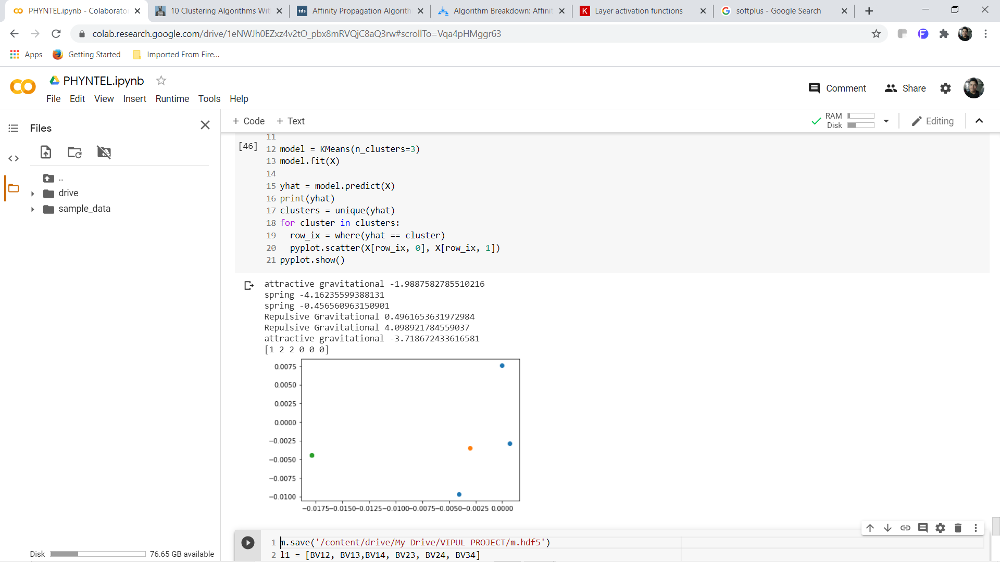 PHYNTEL.ipynb - Colaborato
10 Clustering Algorithms Wit
tds Affinity Propagation Algorith
Algorithm Breakdown: Affinit
K Layer activation functions
softplus - Google Search
colab.research.google.com/drive/1eNWJh0EZxz4v2tO_pbx8mRVQjC8aQ3rw#scrollTo=Vqa4pHMggr63
Apps Getting Started Imported From Fire...
PHYNTEL.ipynb
Comment Share
File Edit View Insert Runtime Tools Help
Files
+ Code + Text
RAM
Disk
Editing
..
drive
sample_data
[46]
11
12 model = KMeans(n_clusters=3)
13 model.fit(X)
14
15 yhat = model.predict(X)
16 print(yhat)
17 clusters = unique(yhat)
18 for cluster in clusters:
19 row_ix = where(yhat == cluster)
20 pyplot.scatter(X[row_ix, 0], X[row_ix, 1])
21 pyplot.show()
attractive gravitational -1.9887582785510216
spring -4.16235599388131
spring -0.456560963150901
Repulsive Gravitational 0.4961653631972984
Repulsive Gravitational 4.098921784559037
attractive gravitational -3.718672433616581
[1 2 2 0 0 0]
0.0075
0.0050
0.0025
0.0000
−0.0025
−0.0050
−0.0075
−0.0100
−0.0175−0.0150−0.0125−0.0100−0.0075−0.0050−0.0025 0.0000
1 m.save('/content/drive/My Drive/VIPUL PROJECT/m.hdf5')
2 l1 = [BV12, BV13,BV14, BV23, BV24, BV34]
Disk 76.65 GB available